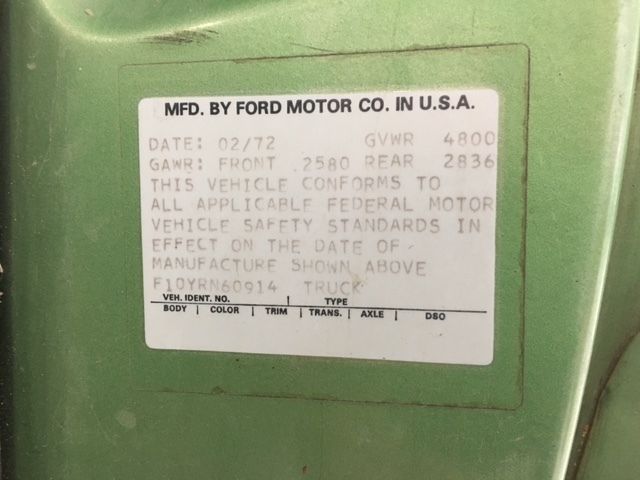 MFD. BY FORD MOTOR CO. IN U.S.A.
DATE: 02/72 GVWR 4800
GAWR: FRONT 2580 REAR 2836
THIS VEHICLE CONFORMS TO
ALL APPLICABLE FEDERAL MOTOR
VEHICLE SAFETY STANDARDS IN
EFFECT ON THE DATE OF
MANUFACTURE SHOWN ABOVE
F10YRN60914 TRUCK
VEH. IDENT. NO. TYPE
BODY COLOR TRIM TRANS. AXLE DSO